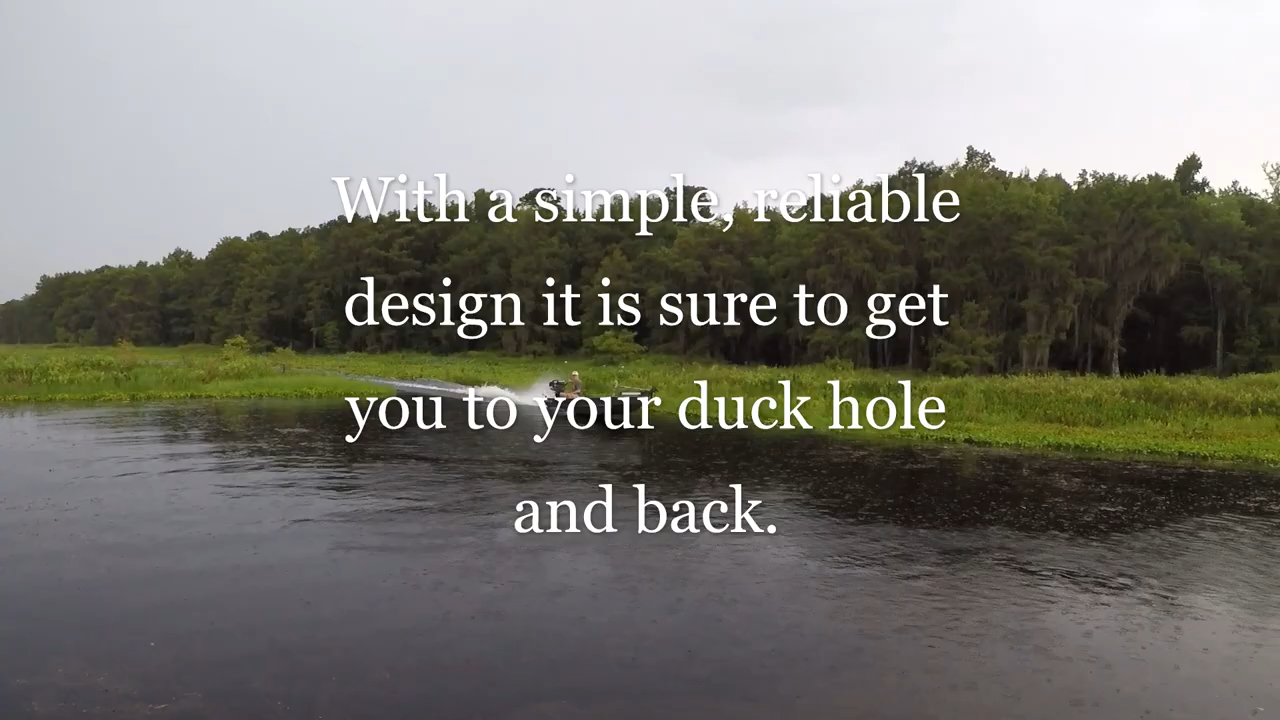 With a simple, reliable
design it is sure to get
you to your duck hole
and back.